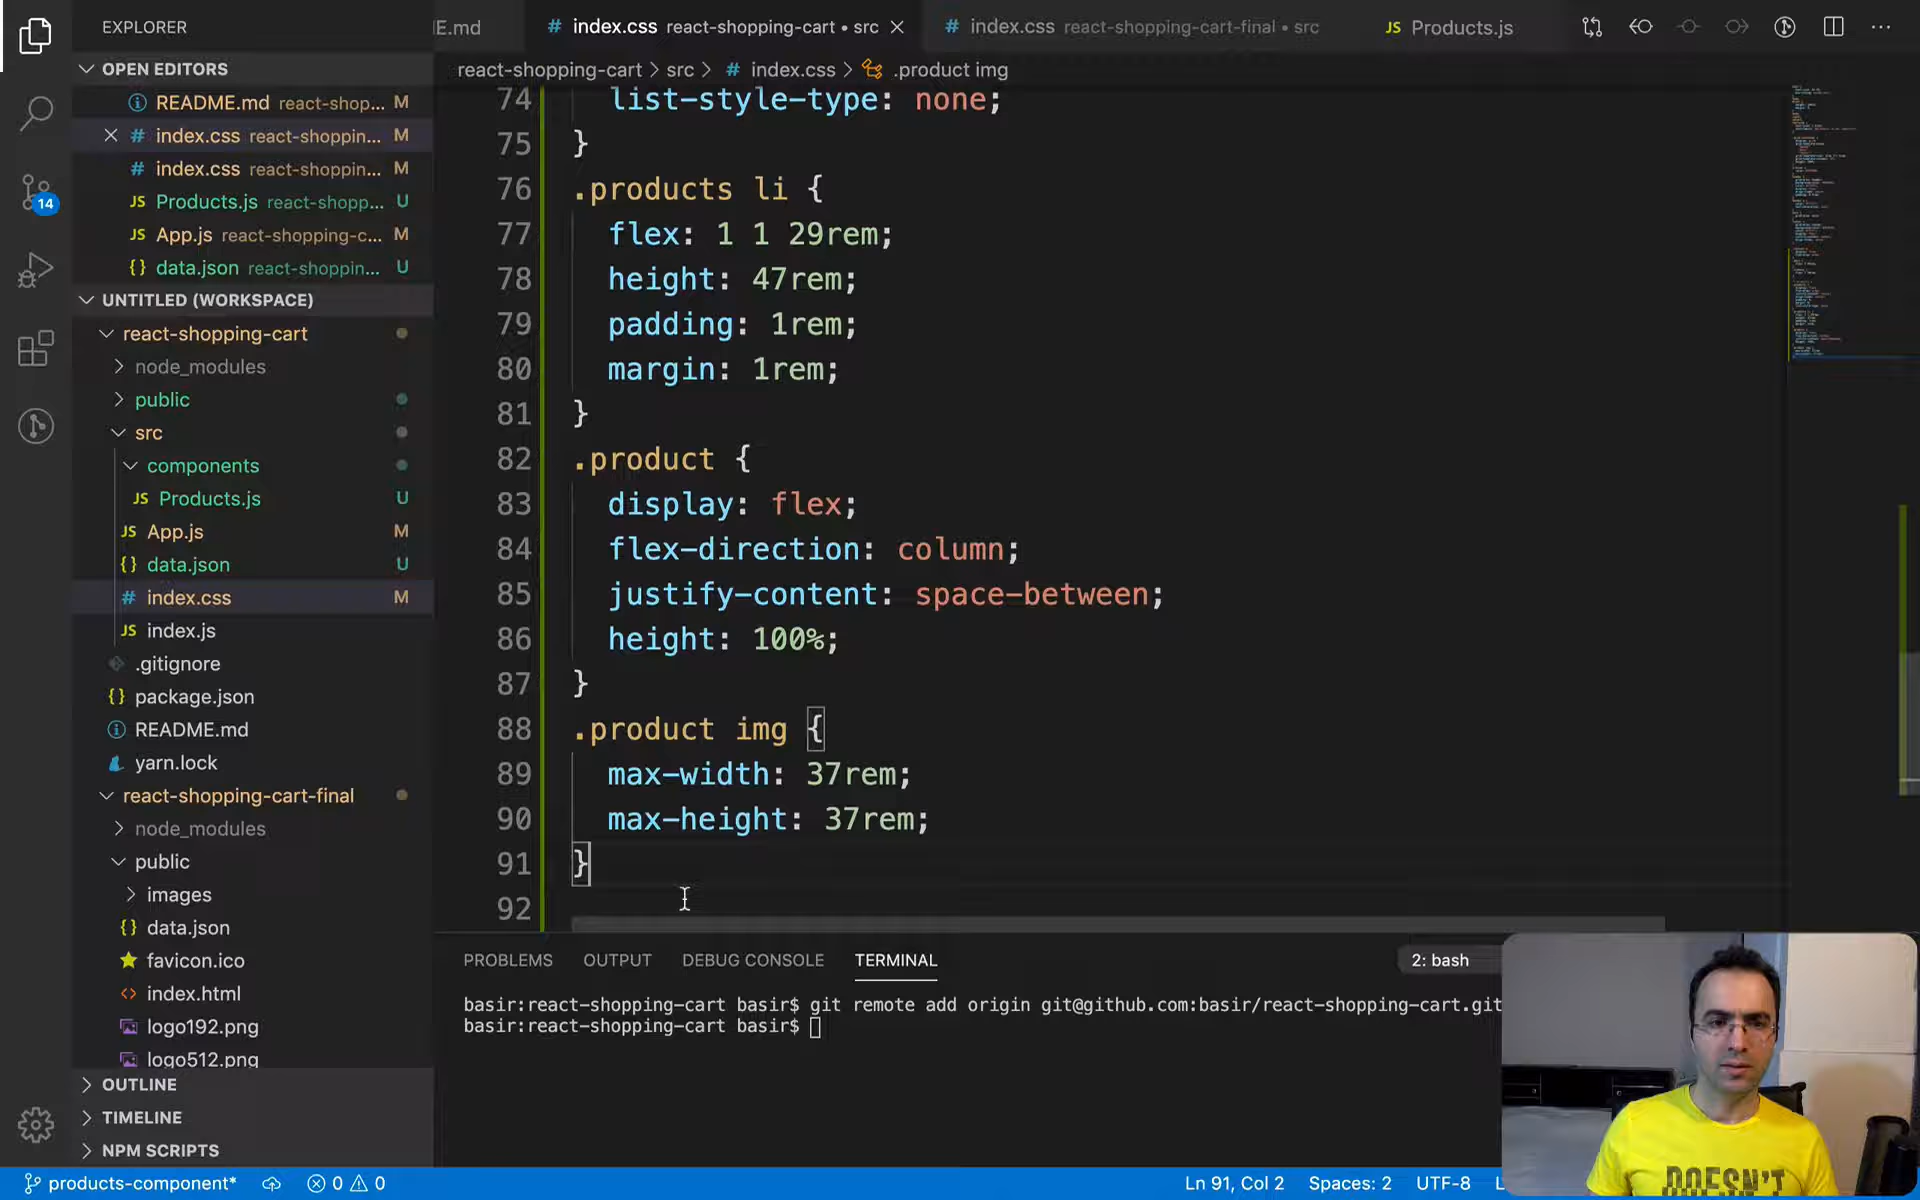 EXPLORER
E.md
# index.css react-shopping-cart • src
# index.css react-shopping-cart-final • src
JS Products.js
OPEN EDITORS
README.md react-shop... M
# index.css react-shoppin... M
# index.css react-shoppin... M
JS Products.js react-shopp... U
JS App.js react-shopping-c... M
{} data.json react-shoppin... U
UNTITLED (WORKSPACE)
react-shopping-cart
node_modules
public
src
components
JS Products.js U
JS App.js M
{} data.json U
# index.css M
JS index.js
.gitignore
{} package.json
README.md
yarn.lock
react-shopping-cart-final
node_modules
public
images
{} data.json
favicon.ico
<> index.html
logo192.png
logo512.png
OUTLINE
TIMELINE
NPM SCRIPTS
14
react-shopping-cart > src > # index.css > .product img
74 list-style-type: none;
75 }
76 .products li {
77 flex: 1 1 29rem;
78 height: 47rem;
79 padding: 1rem;
80 margin: 1rem;
81 }
82 .product {
83 display: flex;
84 flex-direction: column;
85 justify-content: space-between;
86 height: 100%;
87 }
88 .product img {
89 max-width: 37rem;
90 max-height: 37rem;
91 }
92
PROBLEMS OUTPUT DEBUG CONSOLE TERMINAL 2: bash
basir:react-shopping-cart basir$ git remote add origin git@github.com:basir/react-shopping-cart.git
basir:react-shopping-cart basir$
DOESN'T
products-component* 0 0 Ln 91, Col 2 Spaces: 2 UTF-8 L